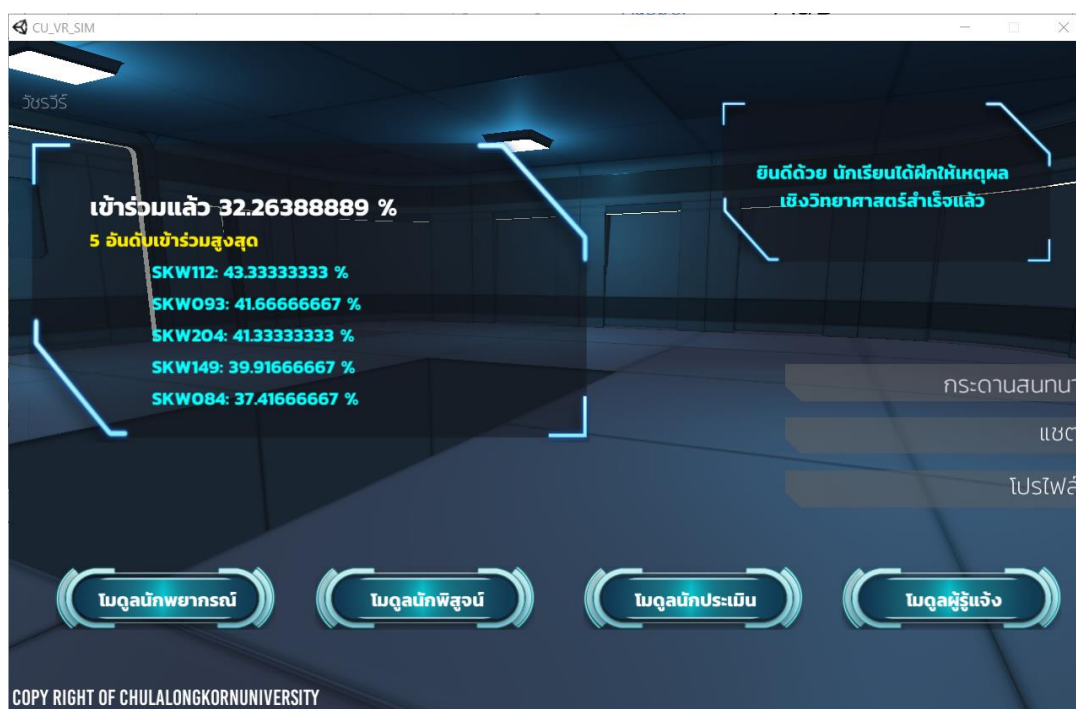 CU_VR_SIM
วัชรวีร์
เข้าร่วมแล้ว 32.26388889 %
5 อันดับเข้าร่วมสูงสุด
SKW112: 43.33333333 %
SKW093: 41.66666667 %
SKW204: 41.33333333 %
SKW149: 39.91666667 %
SKW084: 37.41666667 %
ยินดีด้วย นักเรียนได้ฝึกให้เหตุผล
เชิงวิทยาศาสตร์สำเร็จแล้ว
กระดานสนทนา
แชต
โปรไฟล์
โมดูลนักพยากรณ์
โมดูลนักพิสูจน์
โมดูลนักประเมิน
โมดูลผู้รู้แจ้ง
COPY RIGHT OF CHULALONGKORNUNIVERSITY